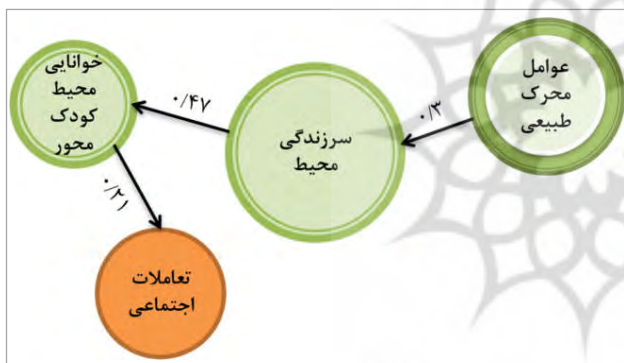 عوامل
محرک
طبیعی
۰/۳
سرزندگی
محیط
۰/۴۷
خوانایی
محیط
کودک
محور
۰/۲۱
تعاملات
اجتماعی